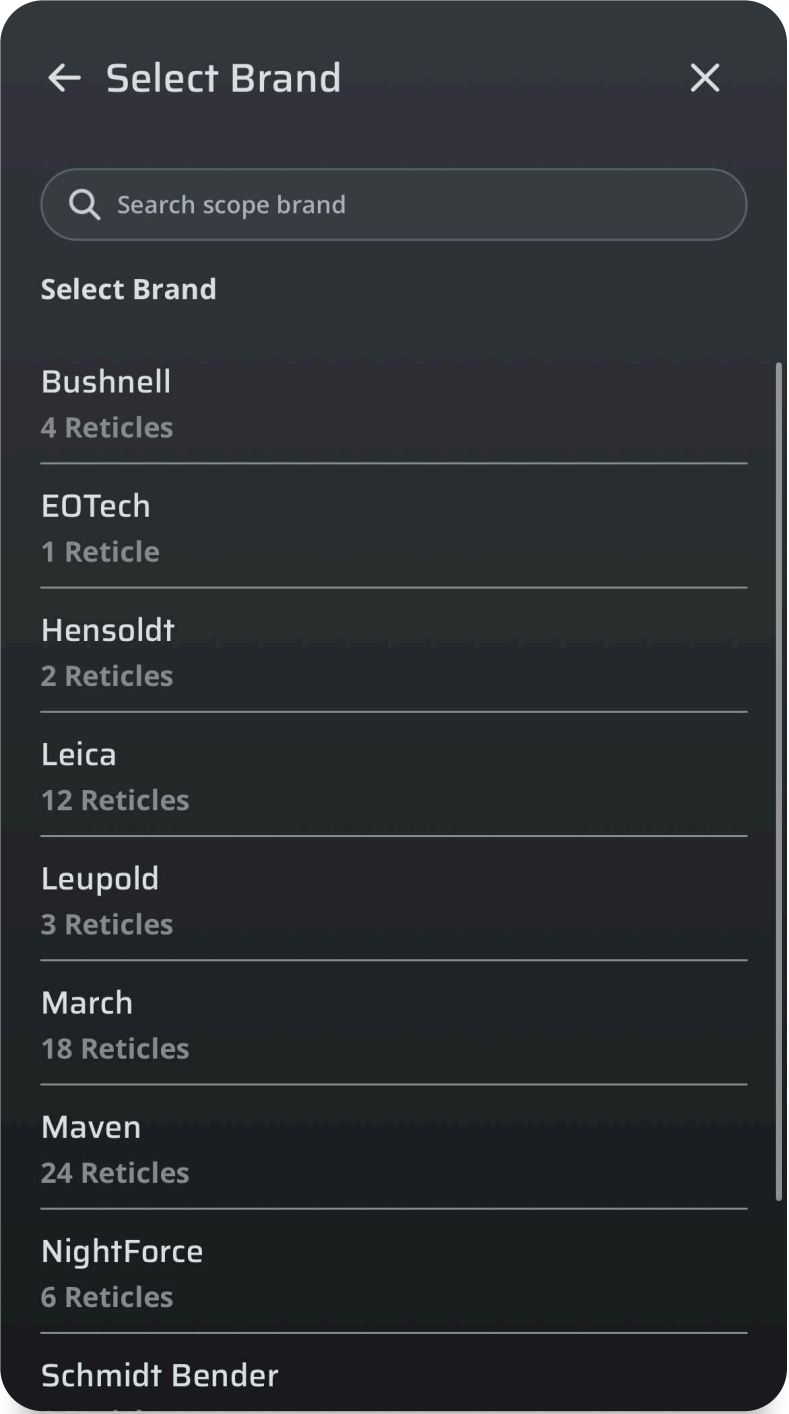 Select Brand
Search scope brand
Select Brand
Bushnell
4 Reticles
EOTech
1 Reticle
Hensoldt
2 Reticles
Leica
12 Reticles
Leupold
3 Reticles
March
18 Reticles
Maven
24 Reticles
NightForce
6 Reticles
Schmidt Bender